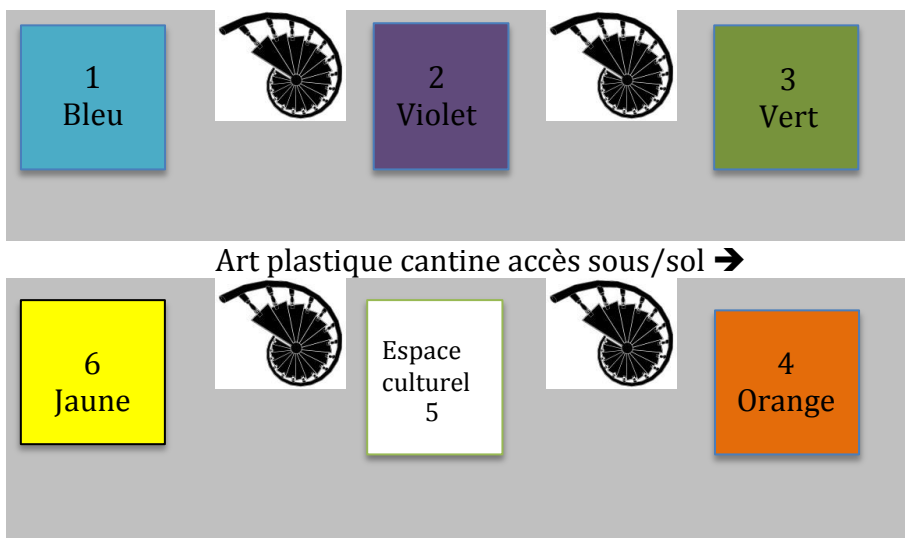 1
Bleu
2
Violet
3
Vert
Art plastique cantine accès sous/sol ➔
6
Jaune
Espace
culturel
5
4
Orange